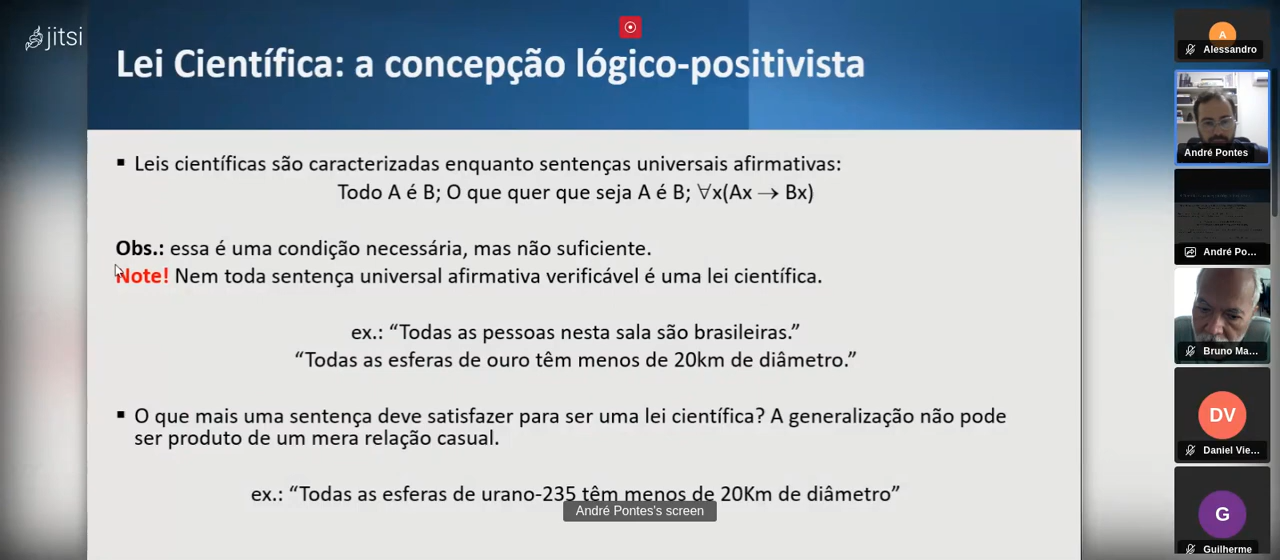 jitsi
Lei Científica: a concepção lógico-positivista
▪ Leis científicas são caracterizadas enquanto sentenças universais afirmativas:
Todo A é B; O que quer que seja A é B; ∀x(Ax → Bx)
Obs.: essa é uma condição necessária, mas não suficiente.
Note! Nem toda sentença universal afirmativa verificável é uma lei científica.
ex.: “Todas as pessoas nesta sala são brasileiras.”
“Todas as esferas de ouro têm menos de 20km de diâmetro.”
▪ O que mais uma sentença deve satisfazer para ser uma lei científica? A generalização não pode
ser produto de um mera relação casual.
ex.: “Todas as esferas de urano-235 têm menos de 20Km de diâmetro”
André Pontes's screen
A
Alessandro
André Pontes
André Po...
Bruno Ma...
DV
Daniel Vie...
G
Guilherme